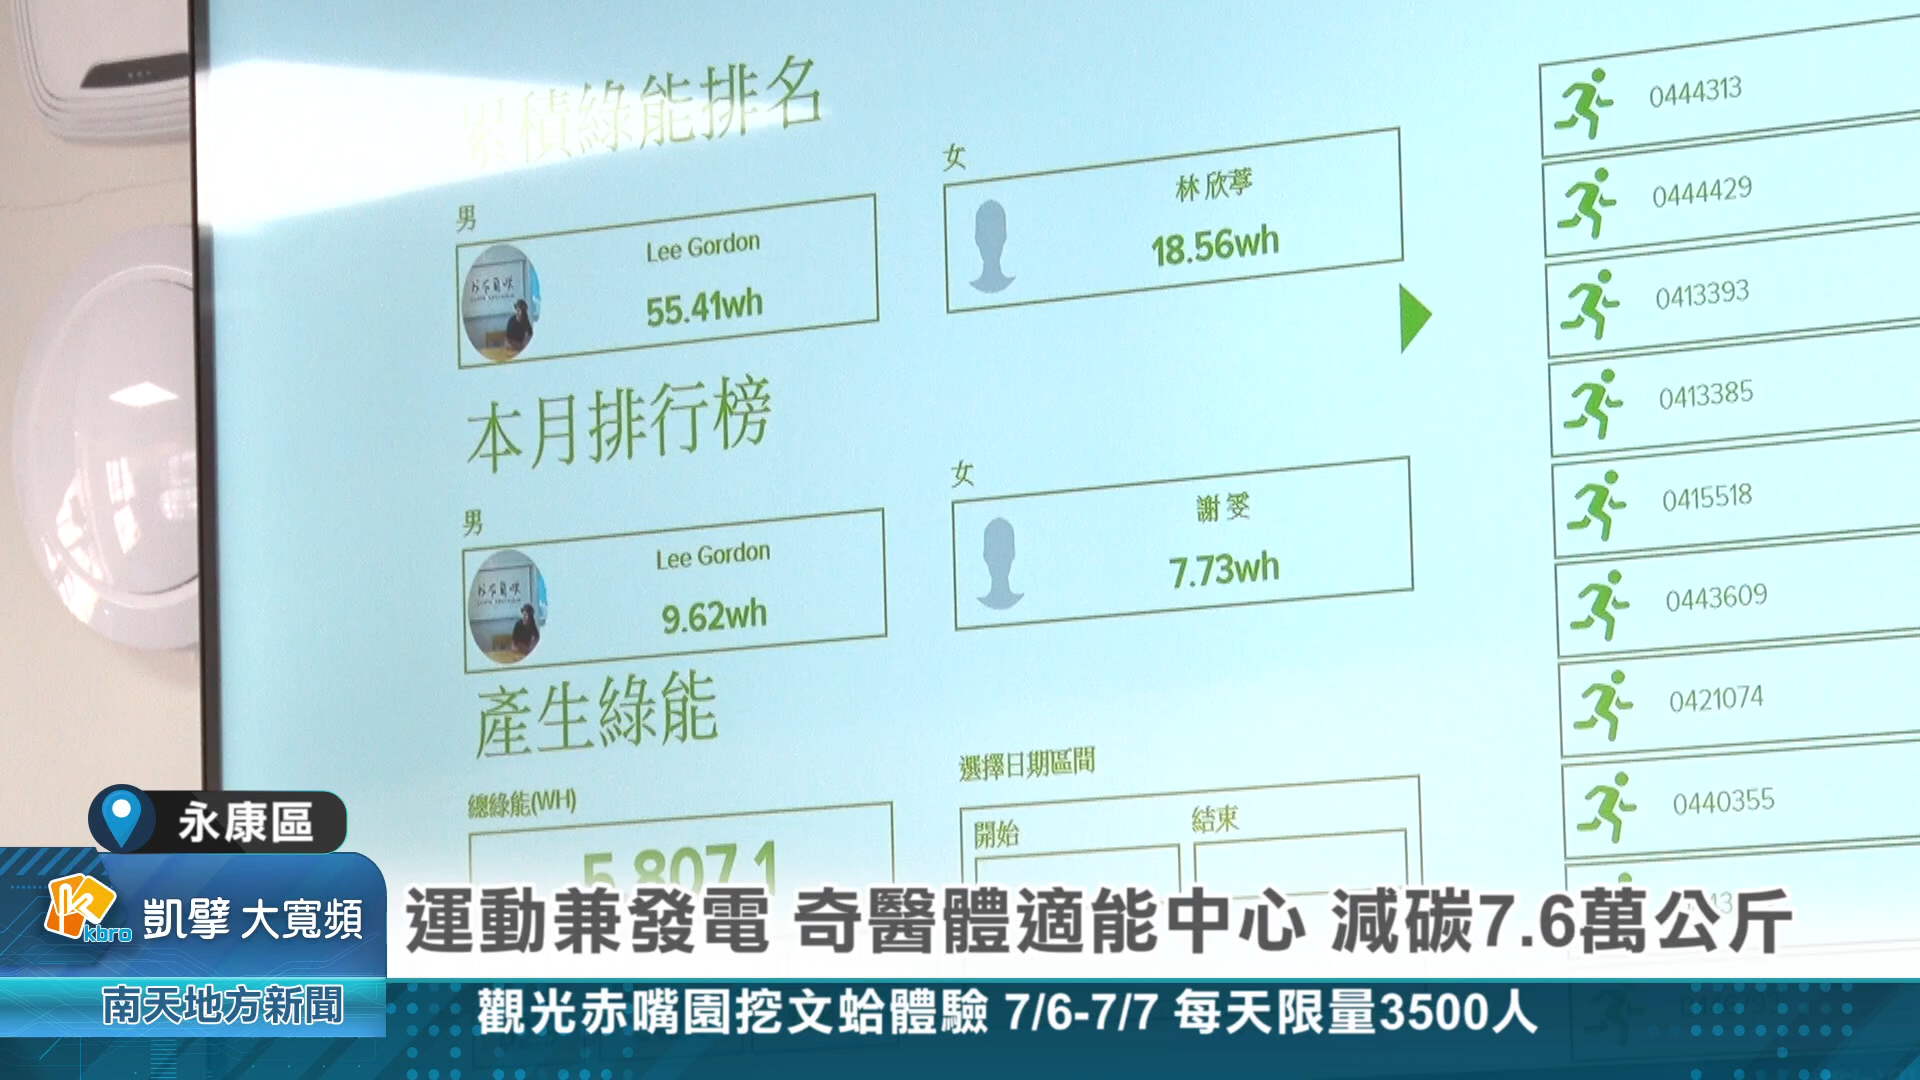 累積綠能排名
男
Lee Gordon
55.41wh
女
林欣葶
18.56wh
本月排行榜
男
Lee Gordon
9.62wh
女
謝雯
7.73wh
產生綠能
總綠能(WH)
5,807.1
選擇日期區間
開始
結束
0444313
0444429
0413393
0413385
0415518
0443609
0421074
0440355
永康區
kbro
凱擘大寬頻
南天地方新聞
運動兼發電 奇醫體適能中心 減碳7.6萬公斤
觀光赤嘴園挖文蛤體驗 7/6-7/7 每天限量3500人